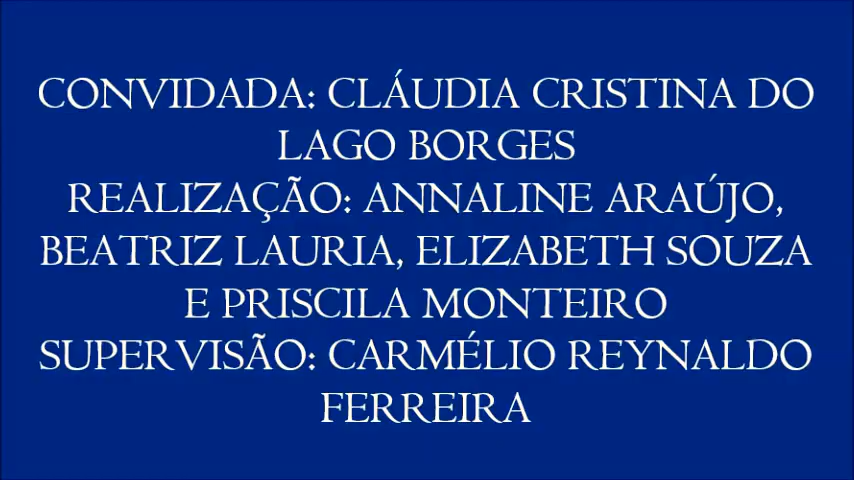 CONVIDADA: CLÁUDIA CRISTINA DO
LAGO BORGES
REALIZAÇÃO: ANNALINE ARAÚJO,
BEATRIZ LAURIA, ELIZABETH SOUZA
E PRISCILA MONTEIRO
SUPERVISÃO: CARMÉLIO REYNALDO
FERREIRA